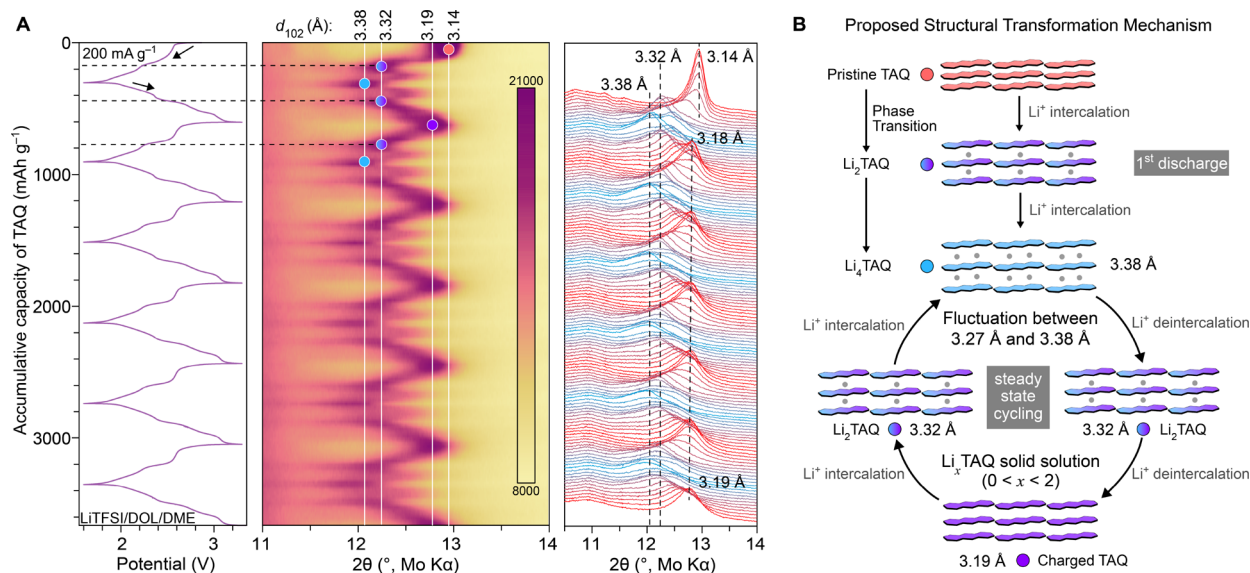 A
d102 (Å):
3.38
3.32
3.19
3.14
200 mA g–1
0
1000
2000
3000
Accumulative capacity of TAQ (mAh g–1)
LiTFSI/DOL/DME
2
3
Potential (V)
21000
8000
11
12
13
14
2θ (°, Mo Kα)
3.32 Å
3.14 Å
3.38 Å
3.18 Å
3.19 Å
11
12
13
14
2θ (°, Mo Kα)
B
Proposed Structural Transformation Mechanism
Pristine TAQ
Phase
Transition
Li+ intercalation
Li2TAQ
1st discharge
Li+ intercalation
Li4TAQ
3.38 Å
Li+ intercalation
Fluctuation between
3.27 Å and 3.38 Å
Li+ deintercalation
steady
state
cycling
Li2TAQ
3.32 Å
3.32 Å
Li2TAQ
Li+ intercalation
LixTAQ solid solution
(0 < x < 2)
Li+ deintercalation
3.19 Å
Charged TAQ